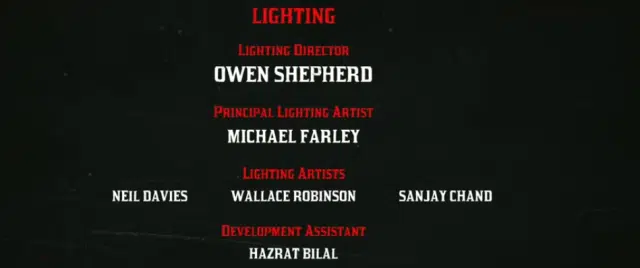 LIGHTING
LIGHTING DIRECTOR
OWEN SHEPHERD
PRINCIPAL LIGHTING ARTIST
MICHAEL FARLEY
LIGHTING ARTISTS
NEIL DAVIES WALLACE ROBINSON SANJAY CHAND
DEVELOPMENT ASSISTANT
HAZRAT BILAL